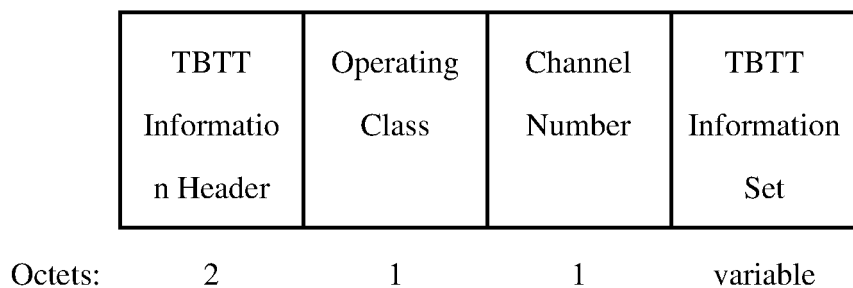 TBTT Operating Channel TBTT
Informatio Class Number Information
n Header Set
Octets: 2 1 1 variable